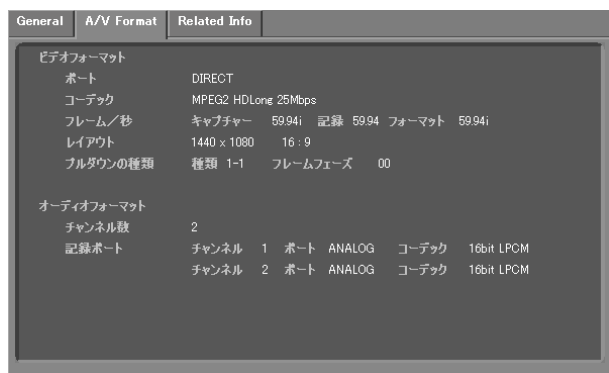 General A/V Format Related Info
ビデオフォーマット
ポート DIRECT
コーデック MPEG2 HDLong 25Mbps
フレーム／秒 キャプチャー 59.94i 記録 59.94 フォーマット 59.94i
レイアウト 1440 x 1080 16 : 9
プルダウンの種類 種類 1-1 フレームフェーズ 00
オーディオフォーマット
チャンネル数 2
記録ポート チャンネル 1 ポート ANALOG コーデック 16bit LPCM
チャンネル 2 ポート ANALOG コーデック 16bit LPCM